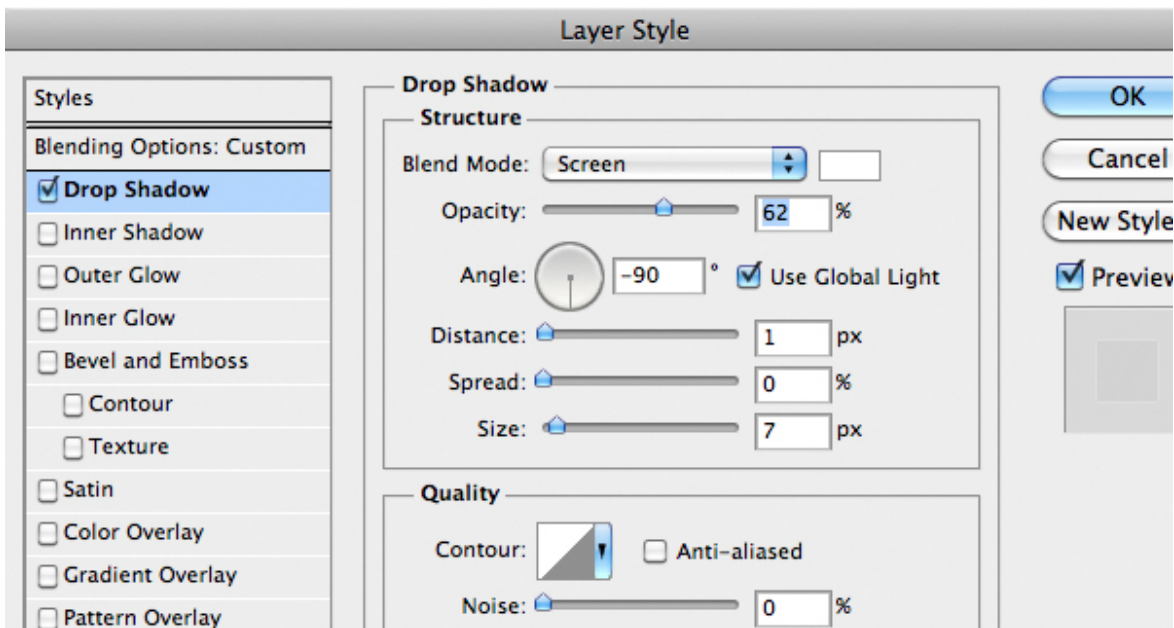 Layer Style
Styles
Blending Options: Custom
Drop Shadow
Inner Shadow
Outer Glow
Inner Glow
Bevel and Emboss
Contour
Texture
Satin
Color Overlay
Gradient Overlay
Pattern Overlay
Drop Shadow
Structure
Blend Mode: Screen
Opacity: 62 %
Angle: -90 ° Use Global Light
Distance: 1 px
Spread: 0 %
Size: 7 px
Quality
Contour: Anti-aliased
Noise: 0 %
OK
Cancel
New Style
Preview